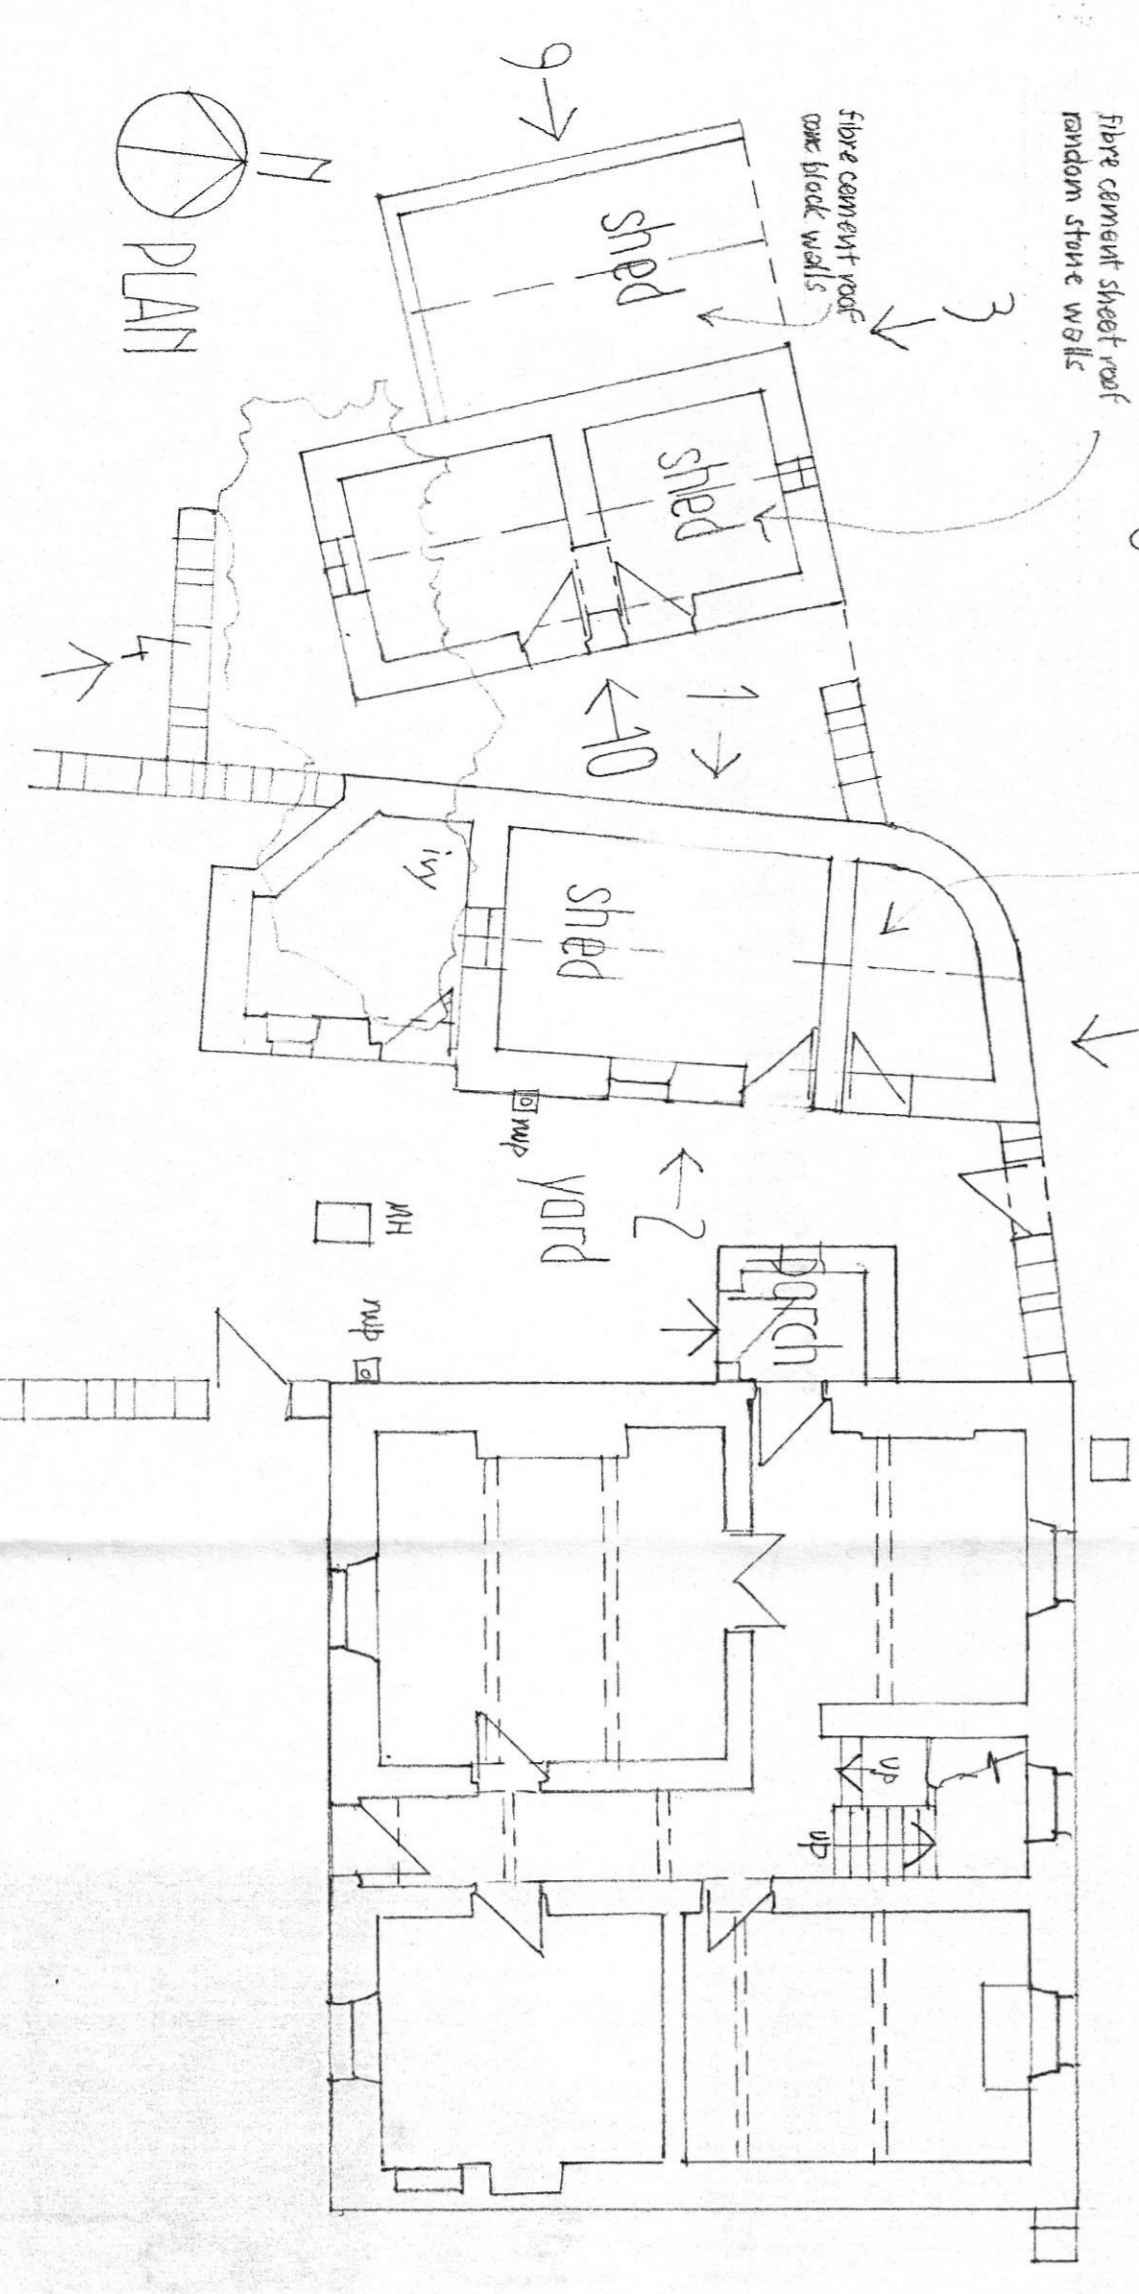 fibre cement sheet roof
random stone walls
fibre cement roof
conc block walls
9
3
N
PLAN
shed
shed
4
1
10
ivy
shed
rwp
2
yard
MH
rwp
porch
up
up